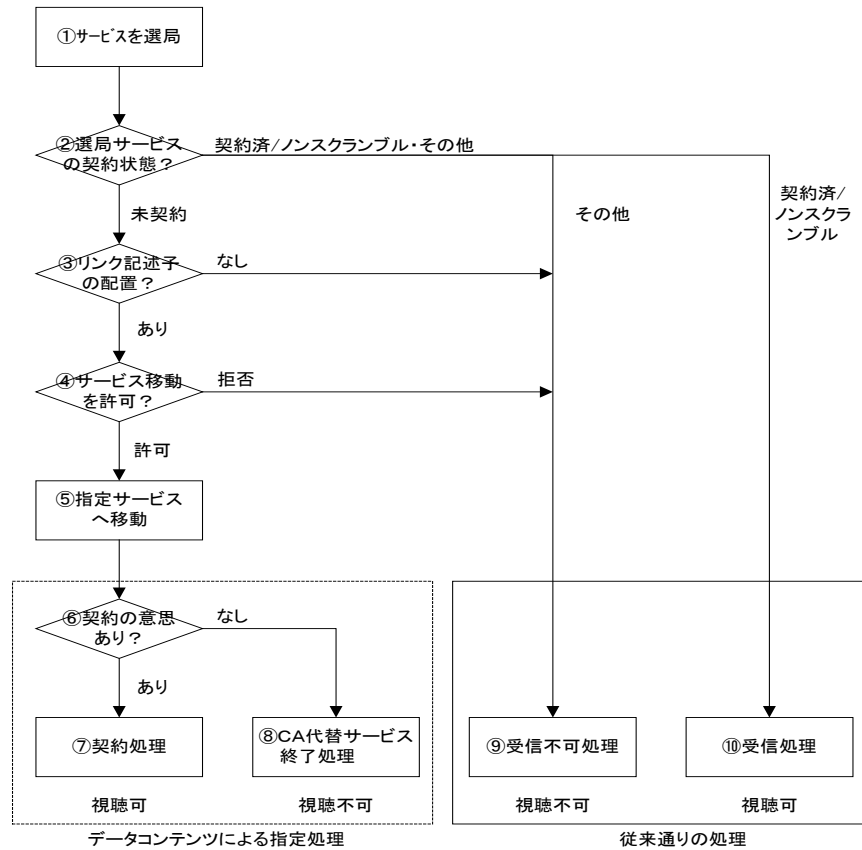 ①サービスを選局
②選局サービス
の契約状態？
契約済/ノンスクランブル・その他
未契約
その他
契約済/
ノンスクラ
ンブル
③リンク記述子
の配置？
なし
あり
④サービス移動
を許可？
拒否
許可
⑤指定サービス
へ移動
⑥契約の意思
あり？
なし
あり
⑦契約処理
⑧CA代替サービス
終了処理
⑨受信不可処理
⑩受信処理
視聴可
視聴不可
視聴不可
視聴可
データコンテンツによる指定処理
従来通りの処理